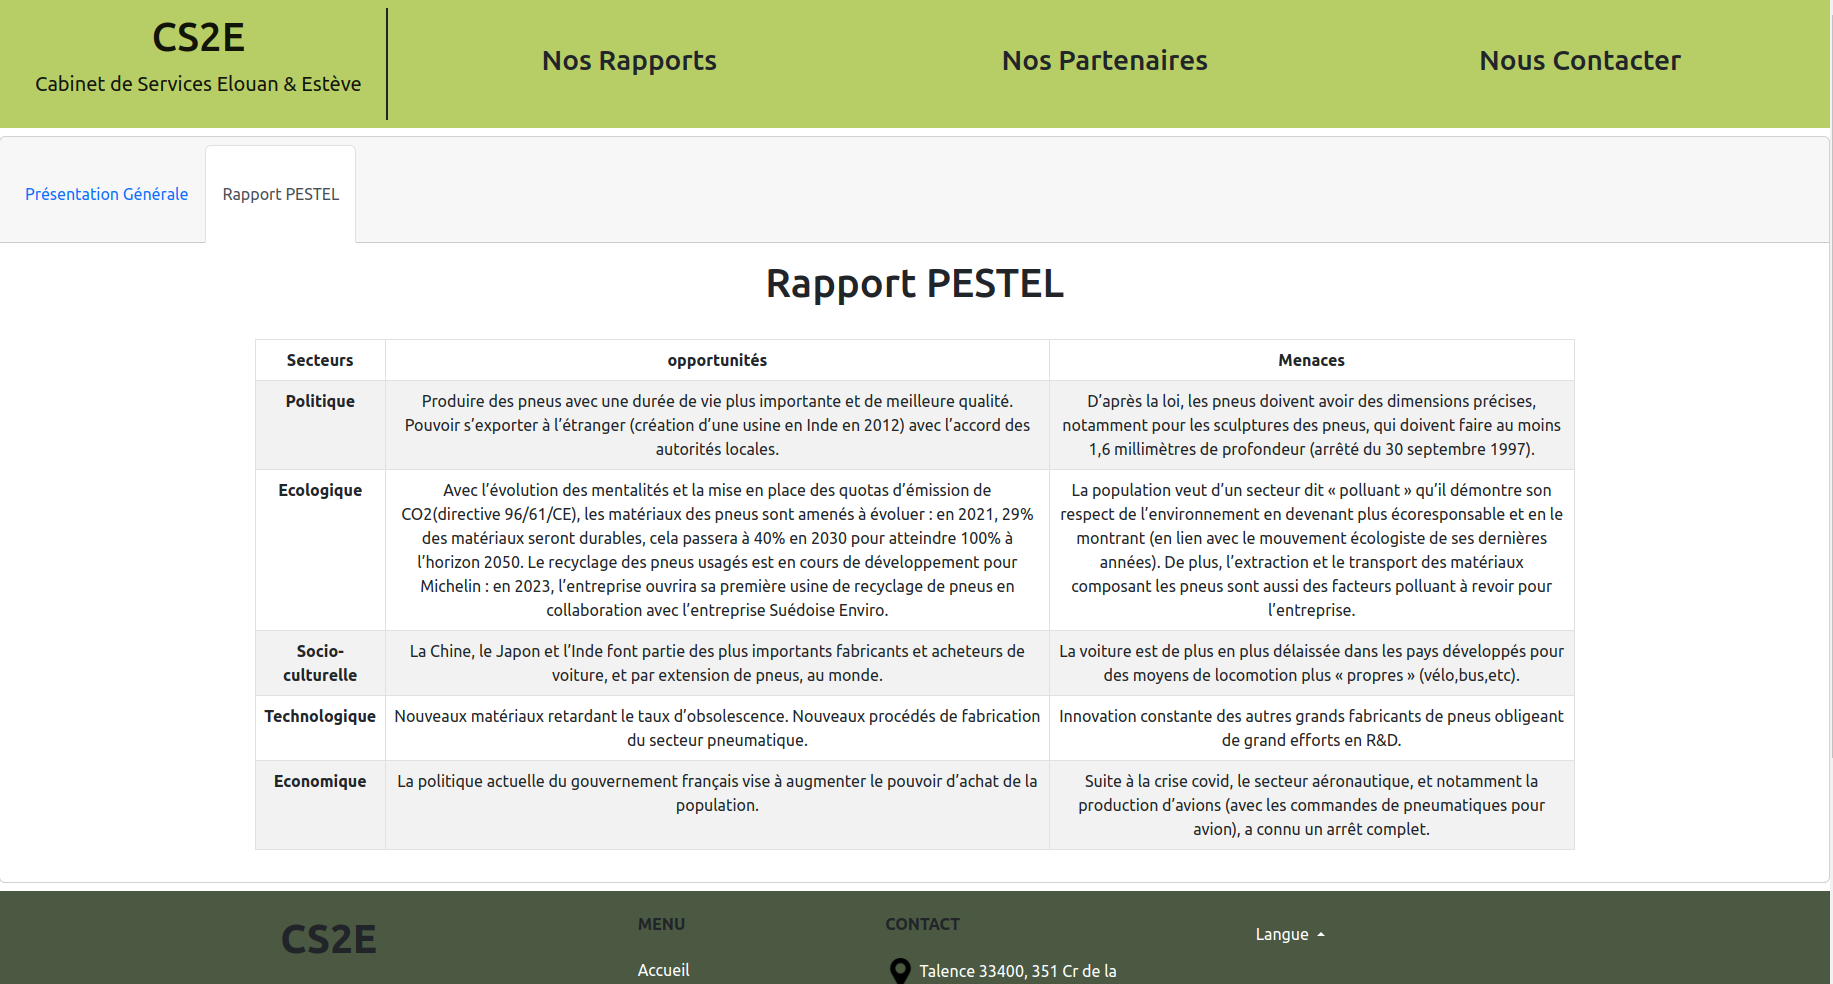 CS2E
Cabinet de Services Elouan & Estève
Nos Rapports
Nos Partenaires
Nous Contacter
Présentation Générale
Rapport PESTEL
Rapport PESTEL
Secteurs
opportunités
Menaces
Politique
Produire des pneus avec une durée de vie plus importante et de meilleure qualité.
Pouvoir s’exporter à l’étranger (création d’une usine en Inde en 2012) avec l’accord des
autorités locales.
D’après la loi, les pneus doivent avoir des dimensions précises,
notamment pour les sculptures des pneus, qui doivent faire au moins
1,6 millimètres de profondeur (arrêté du 30 septembre 1997).
Ecologique
Avec l’évolution des mentalités et la mise en place des quotas d’émission de
CO2(directive 96/61/CE), les matériaux des pneus sont amenés à évoluer : en 2021, 29%
des matériaux seront durables, cela passera à 40% en 2030 pour atteindre 100% à
l’horizon 2050. Le recyclage des pneus usagés est en cours de développement pour
Michelin : en 2023, l’entreprise ouvrira sa première usine de recyclage de pneus en
collaboration avec l’entreprise Suédoise Enviro.
La population veut d’un secteur dit « polluant » qu’il démontre son
respect de l’environnement en devenant plus écoresponsable et en le
montrant (en lien avec le mouvement écologiste de ses dernières
années). De plus, l’extraction et le transport des matériaux
composant les pneus sont aussi des facteurs polluant à revoir pour
l’entreprise.
Socio-
culturelle
La Chine, le Japon et l’Inde font partie des plus importants fabricants et acheteurs de
voiture, et par extension de pneus, au monde.
La voiture est de plus en plus délaissée dans les pays développés pour
des moyens de locomotion plus « propres » (vélo,bus,etc).
Technologique
Nouveaux matériaux retardant le taux d’obsolescence. Nouveaux procédés de fabrication
du secteur pneumatique.
Innovation constante des autres grands fabricants de pneus obligeant
de grand efforts en R&D.
Economique
La politique actuelle du gouvernement français vise à augmenter le pouvoir d’achat de la
population.
Suite à la crise covid, le secteur aéronautique, et notamment la
production d’avions (avec les commandes de pneumatiques pour
avion), a connu un arrêt complet.
CS2E
MENU
Accueil
CONTACT
Talence 33400, 351 Cr de la
Langue